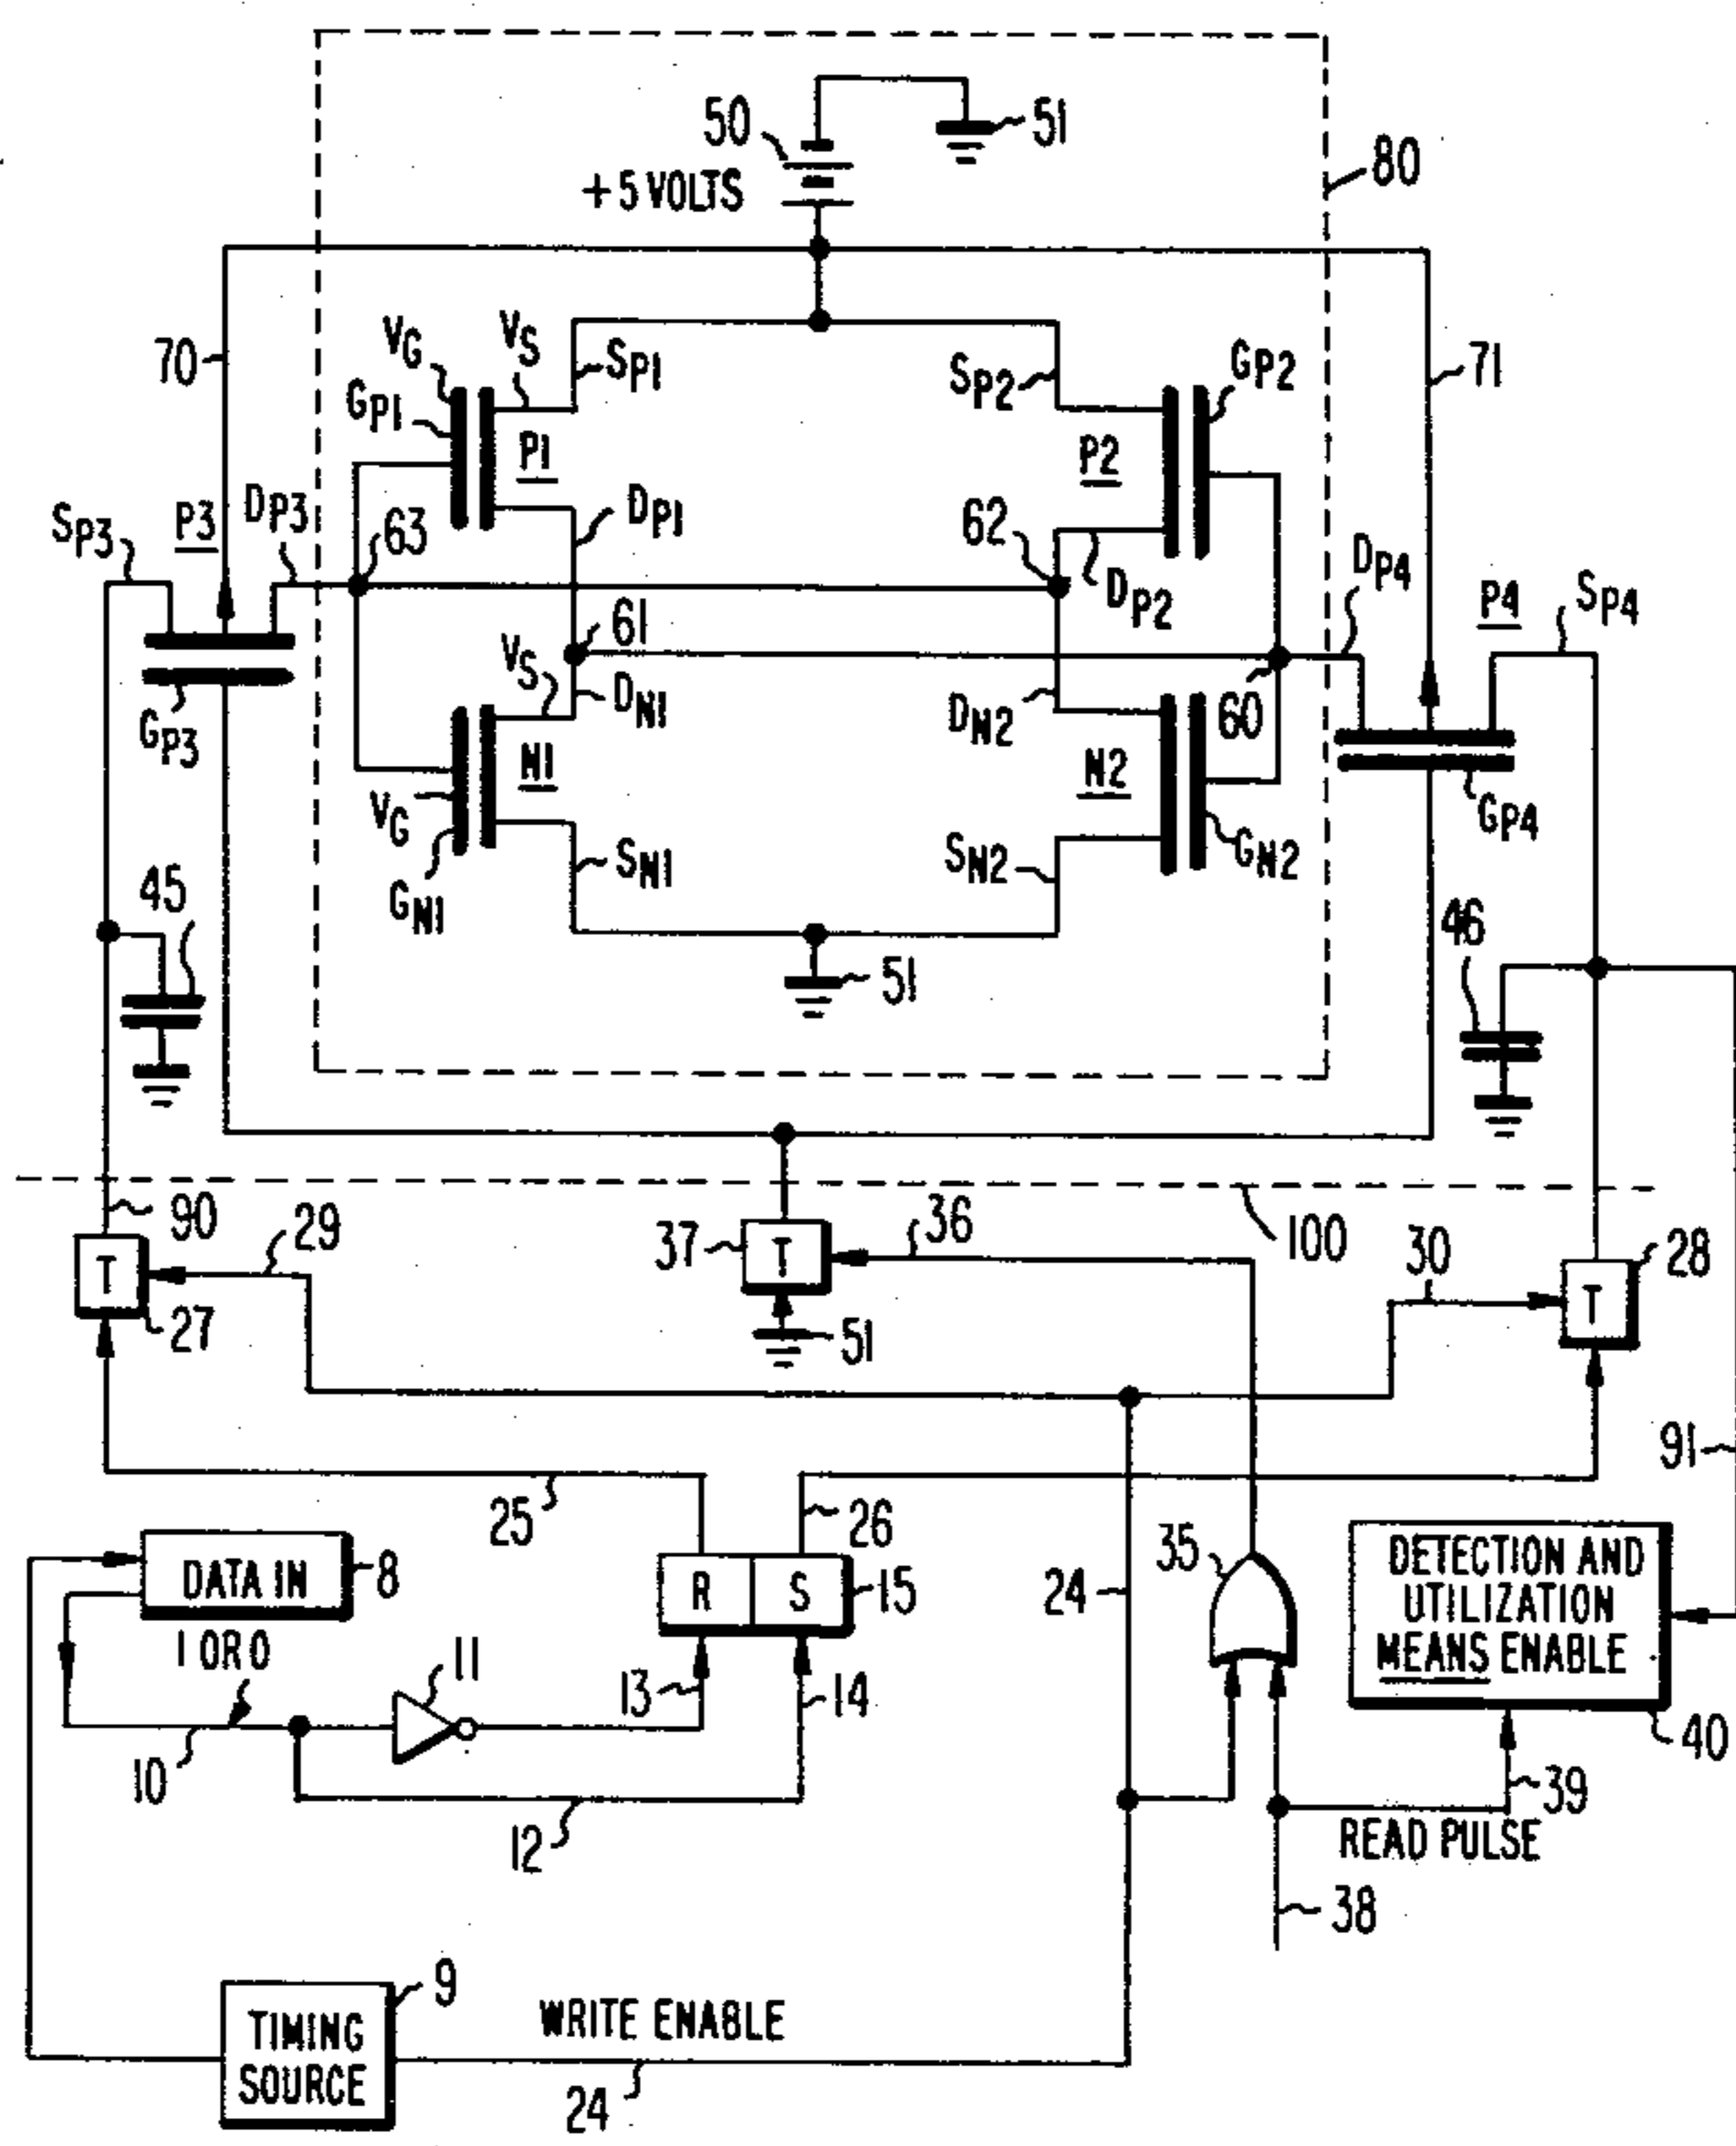 50
51
80
+5 VOLTS
70
VG
VS
SP1
SP2
GP2
71
GP1
P1
P2
SP3
P3
DP3
63
DP1
62
DP2
DP4
P4
SP4
61
VS
DN1
DN2
60
GP3
N1
N2
GP4
VG
GN1
SN1
SN2
GN2
45
46
51
90
29
37
T
36
100
30
28
T
T
27
51
91
25
26
24
35
DATA IN
8
R
S
15
DETECTION AND
UTILIZATION
MEANS ENABLE
1 OR 0
11
13
14
10
40
39
12
READ PULSE
38
9
TIMING
SOURCE
WRITE ENABLE
24